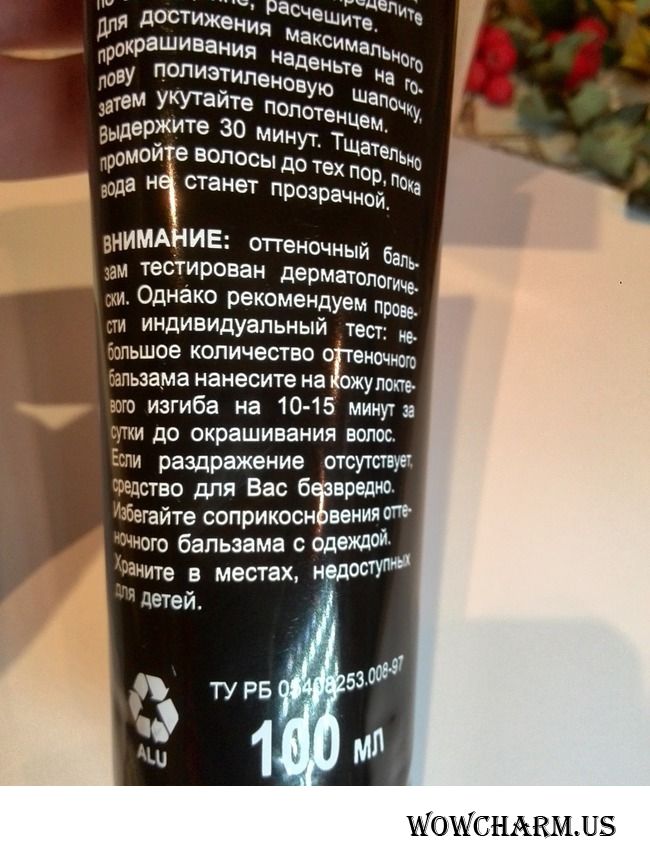 расчешите.
Для достижения максимального
прокрашивания наденьте на го-
лову полиэтиленовую шапочку,
затем укутайте полотенцем.
Выдержите 30 минут. Тщательно
промойте волосы до тех пор, пока
вода не станет прозрачной.
ВНИМАНИЕ: оттеночный баль-
зам тестирован дерматологиче-
ски. Однако рекомендуем прове-
сти индивидуальный тест: не-
большое количество оттеночного
бальзама нанесите на кожу локте-
вого изгиба на 10-15 минут за
сутки до окрашивания волос.
Если раздражение отсутствует,
средство для Вас безвредно.
Избегайте соприкосновения отте-
ночного бальзама с одеждой.
Храните в местах, недоступных
для детей.
ТУ РБ 05408253.008-97
ALU
100 мл
WOWCHARM.US